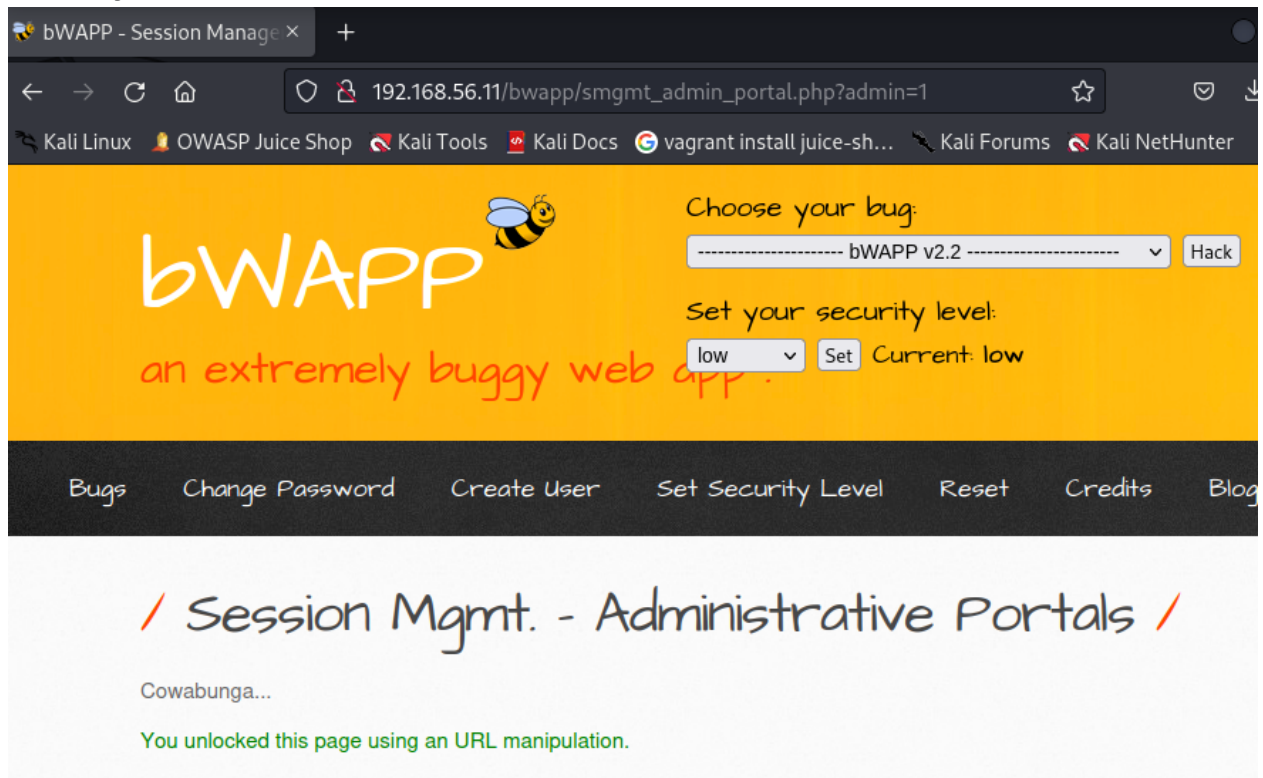 bWAPP - Session Manage
192.168.56.11/bwapp/smgmt_admin_portal.php?admin=1
Kali Linux OWASP Juice Shop Kali Tools Kali Docs vagrant install juice-sh... Kali Forums Kali NetHunter
bWAPP
an extremely buggy web app !
Choose your bug:
---------------------- bWAPP v2.2 ----------------------- Hack
Set your security level:
low Set Current: low
Bugs Change Password Create User Set Security Level Reset Credits Blog
/ Session Mgmt. - Administrative Portals /
Cowabunga...
You unlocked this page using an URL manipulation.